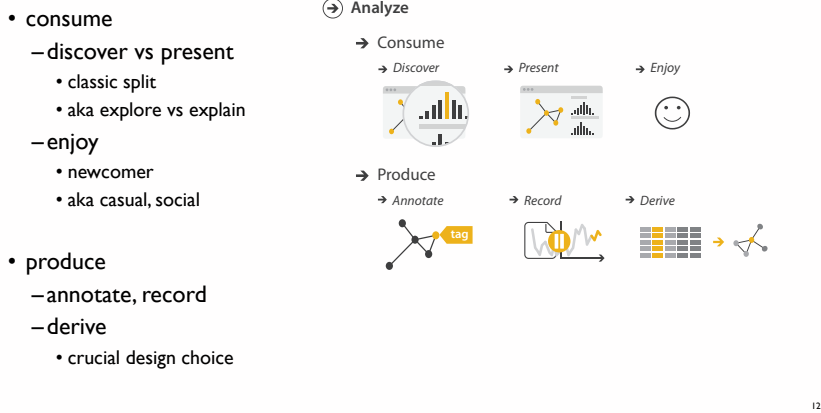 • consume
–discover vs present
• classic split
• aka explore vs explain
–enjoy
• newcomer
• aka casual, social
• produce
–annotate, record
–derive
• crucial design choice
→ Analyze
→ Consume
→ Discover → Present → Enjoy
→ Produce
→ Annotate → Record → Derive
tag
12